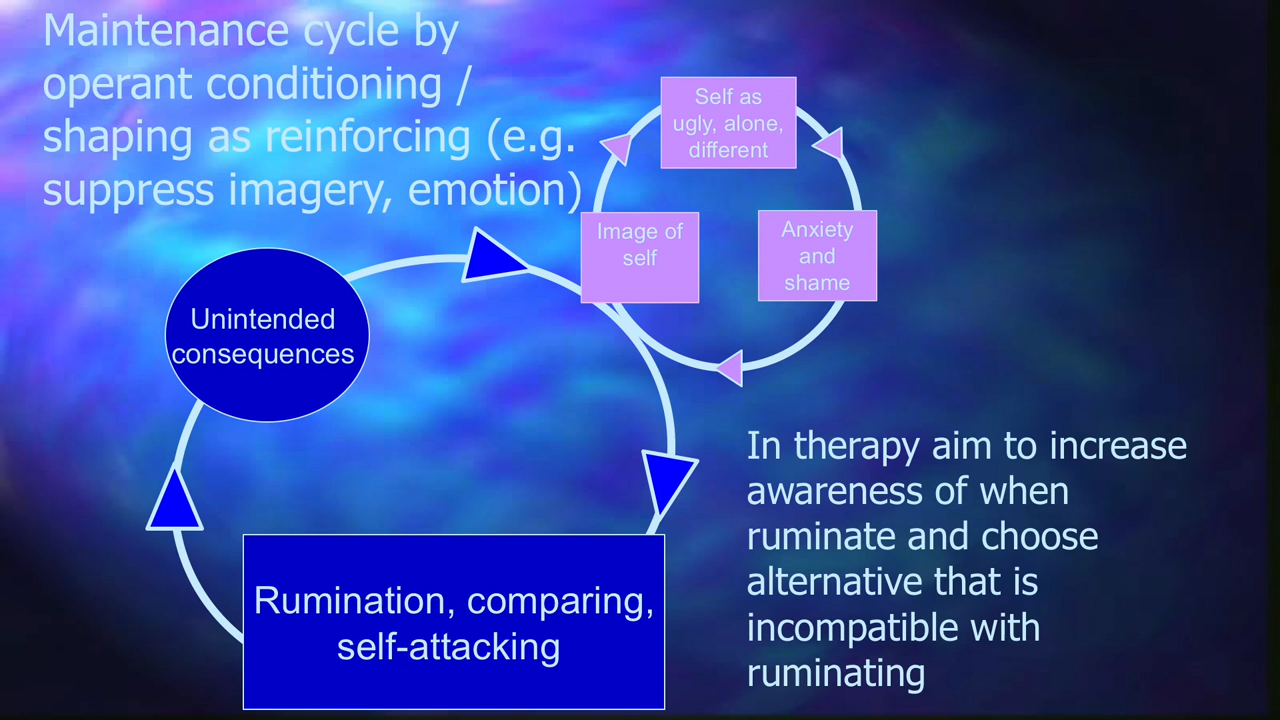 Maintenance cycle by
operant conditioning /
shaping as reinforcing (e.g.
suppress imagery, emotion)
Self as
ugly, alone,
different
Image of
self
Anxiety
and
shame
Unintended
consequences
Rumination, comparing,
self-attacking
In therapy aim to increase
awareness of when
ruminate and choose
alternative that is
incompatible with
ruminating